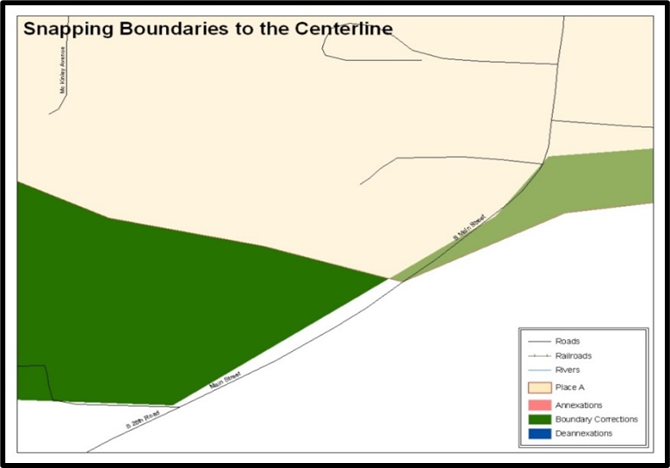 Snapping Boundaries to the Centerline
Mc Kinley Avenue
S Main Street
Main Street
S 28th Road
Roads
Railroads
Rivers
Place A
Annexations
Boundary Corrections
Deannexations